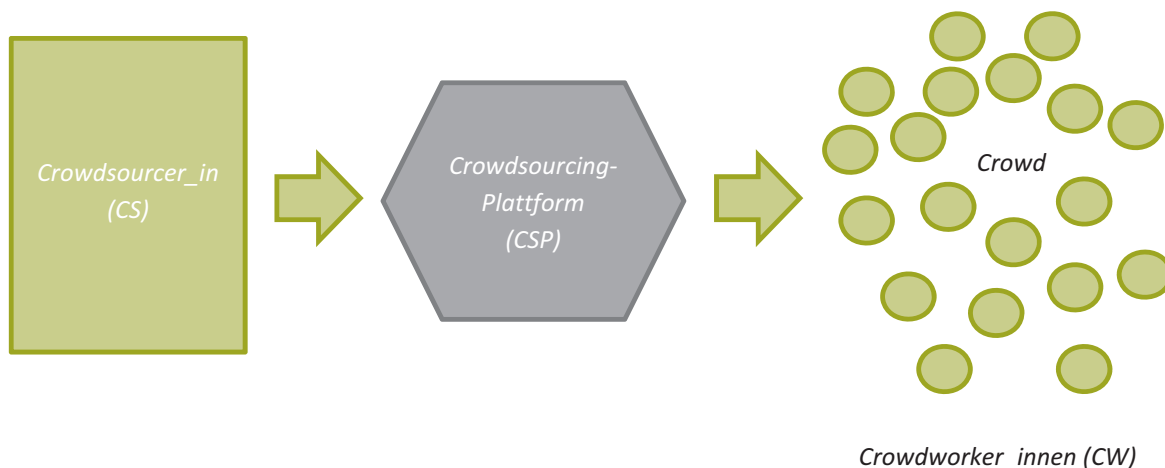 Crowdsourcer_in
(CS)
Crowdsourcing-
Plattform
(CSP)
Crowd
Crowdworker_innen (CW)